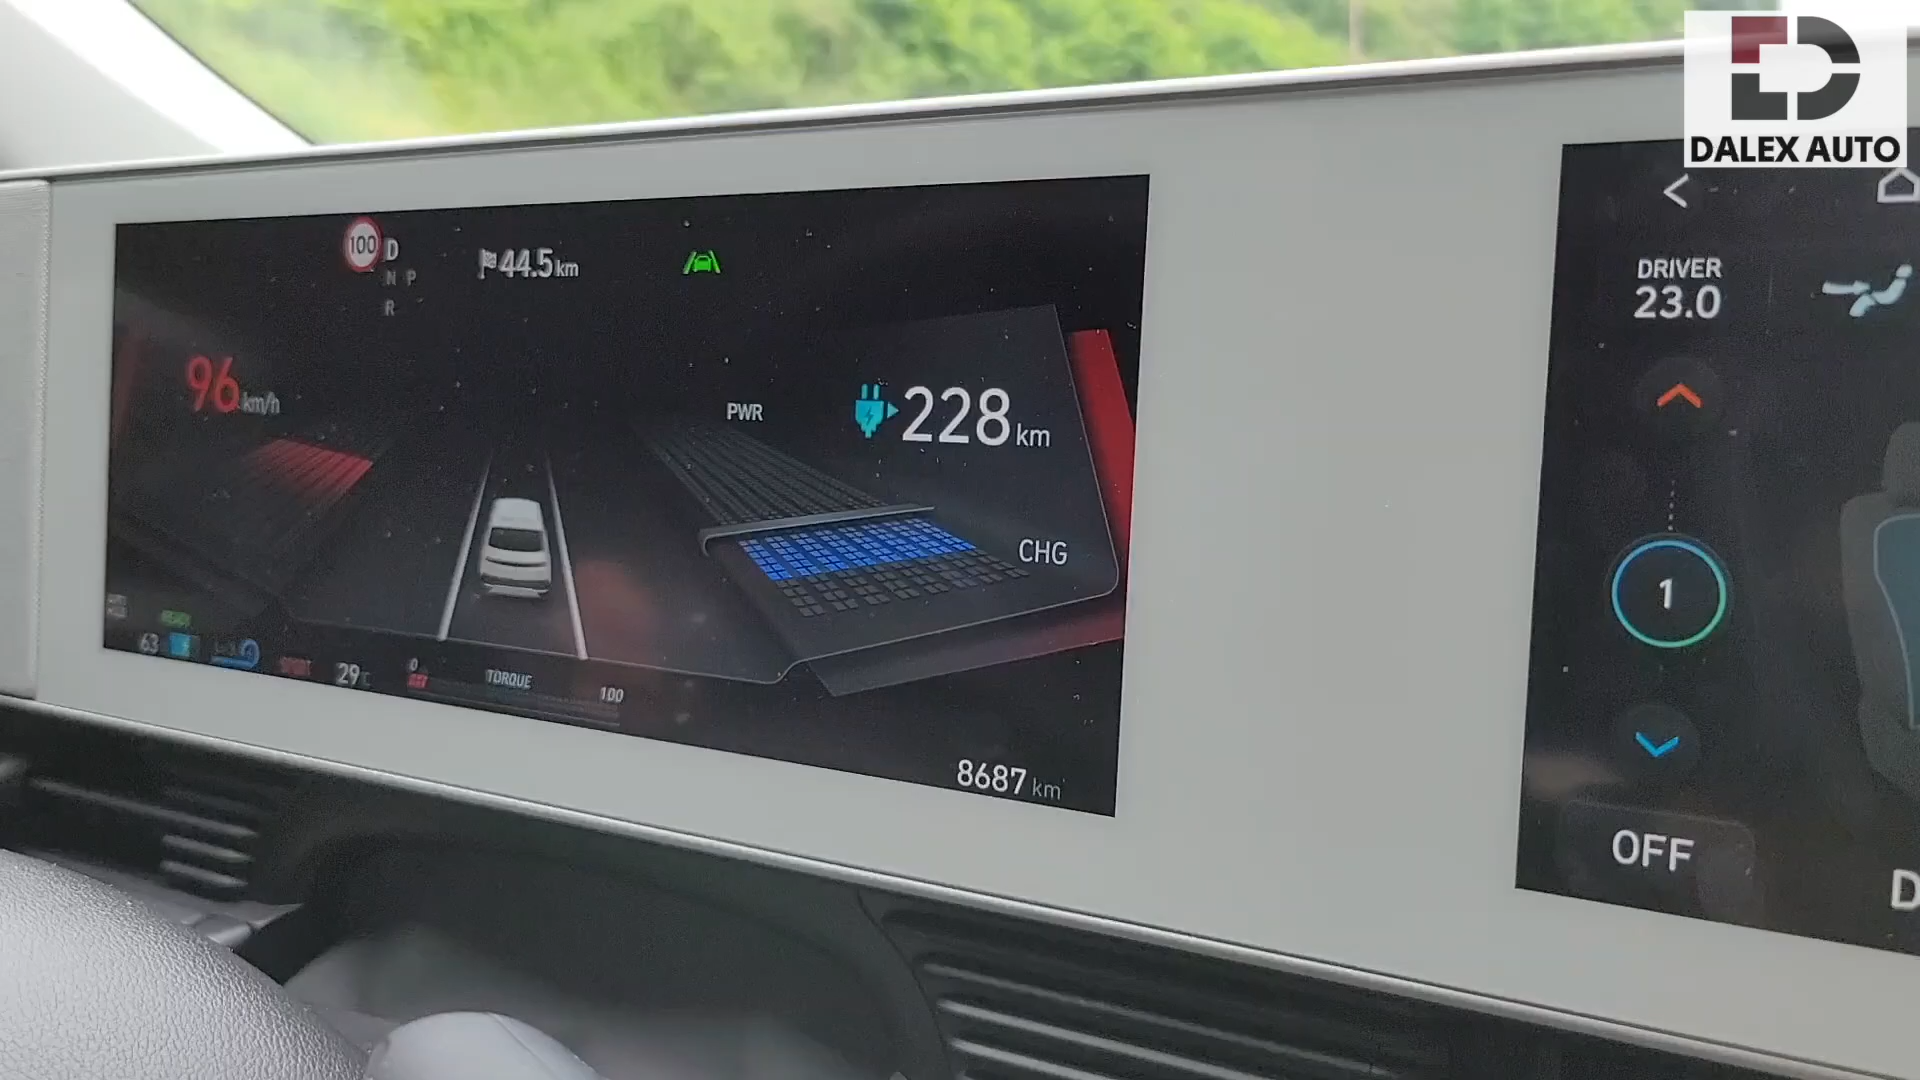 DALEX AUTO
100 D
N P
R
44.5 km
96 km/h
PWR
228 km
CHG
READY
63
SPORT
29°C
0
TORQUE
100
8687 km
DRIVER
23.0
1
OFF
D